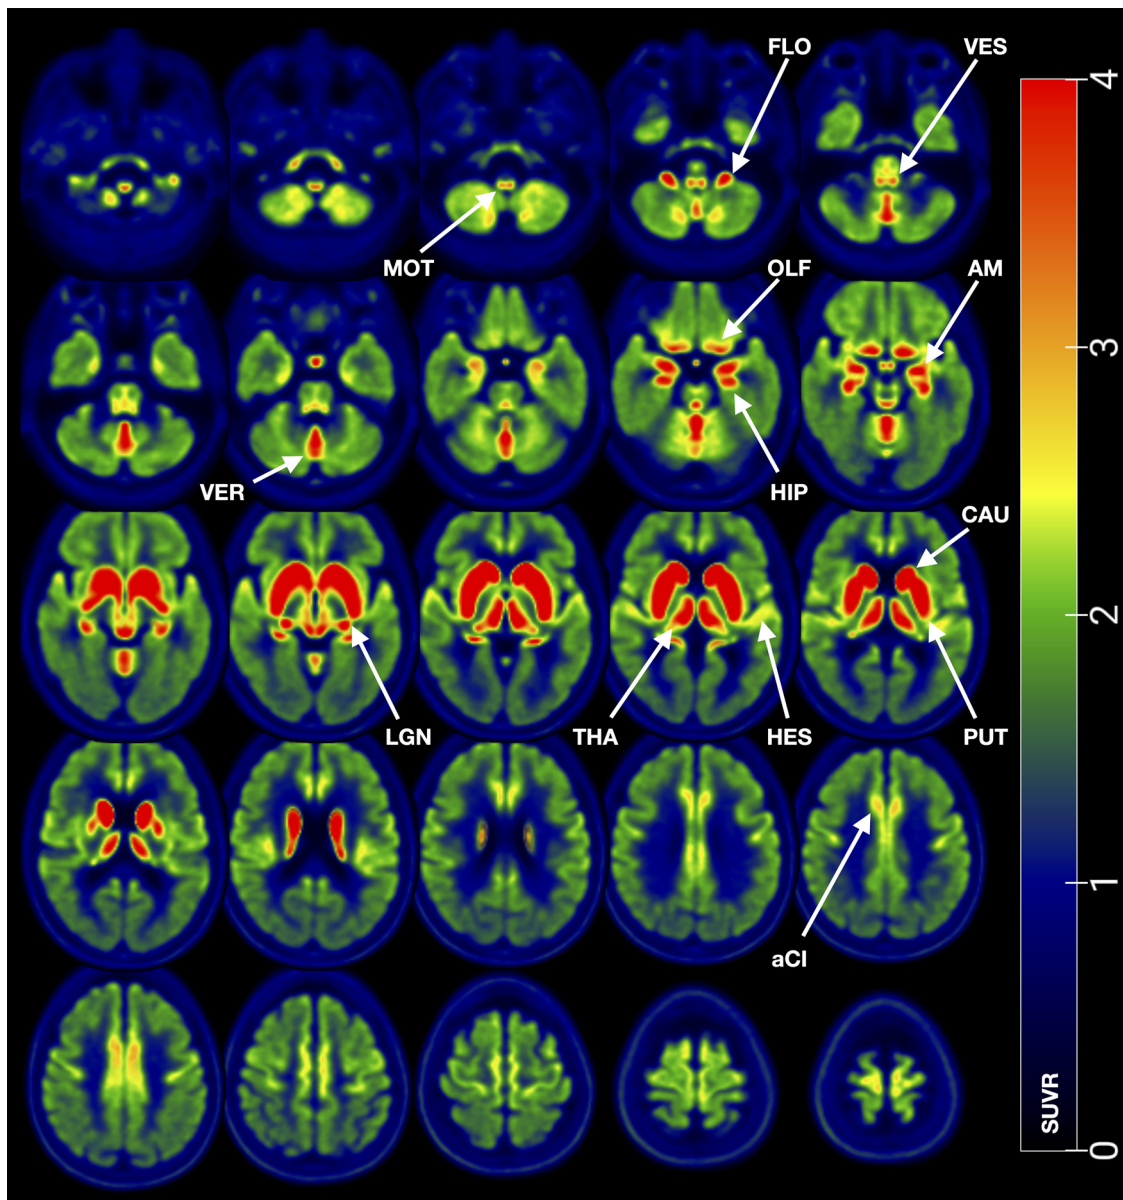 FLO
VES
MOT
OLF
AM
VER
HIP
CAU
LGN
THA
HES
PUT
aCI
4
3
2
1
0
SUVR